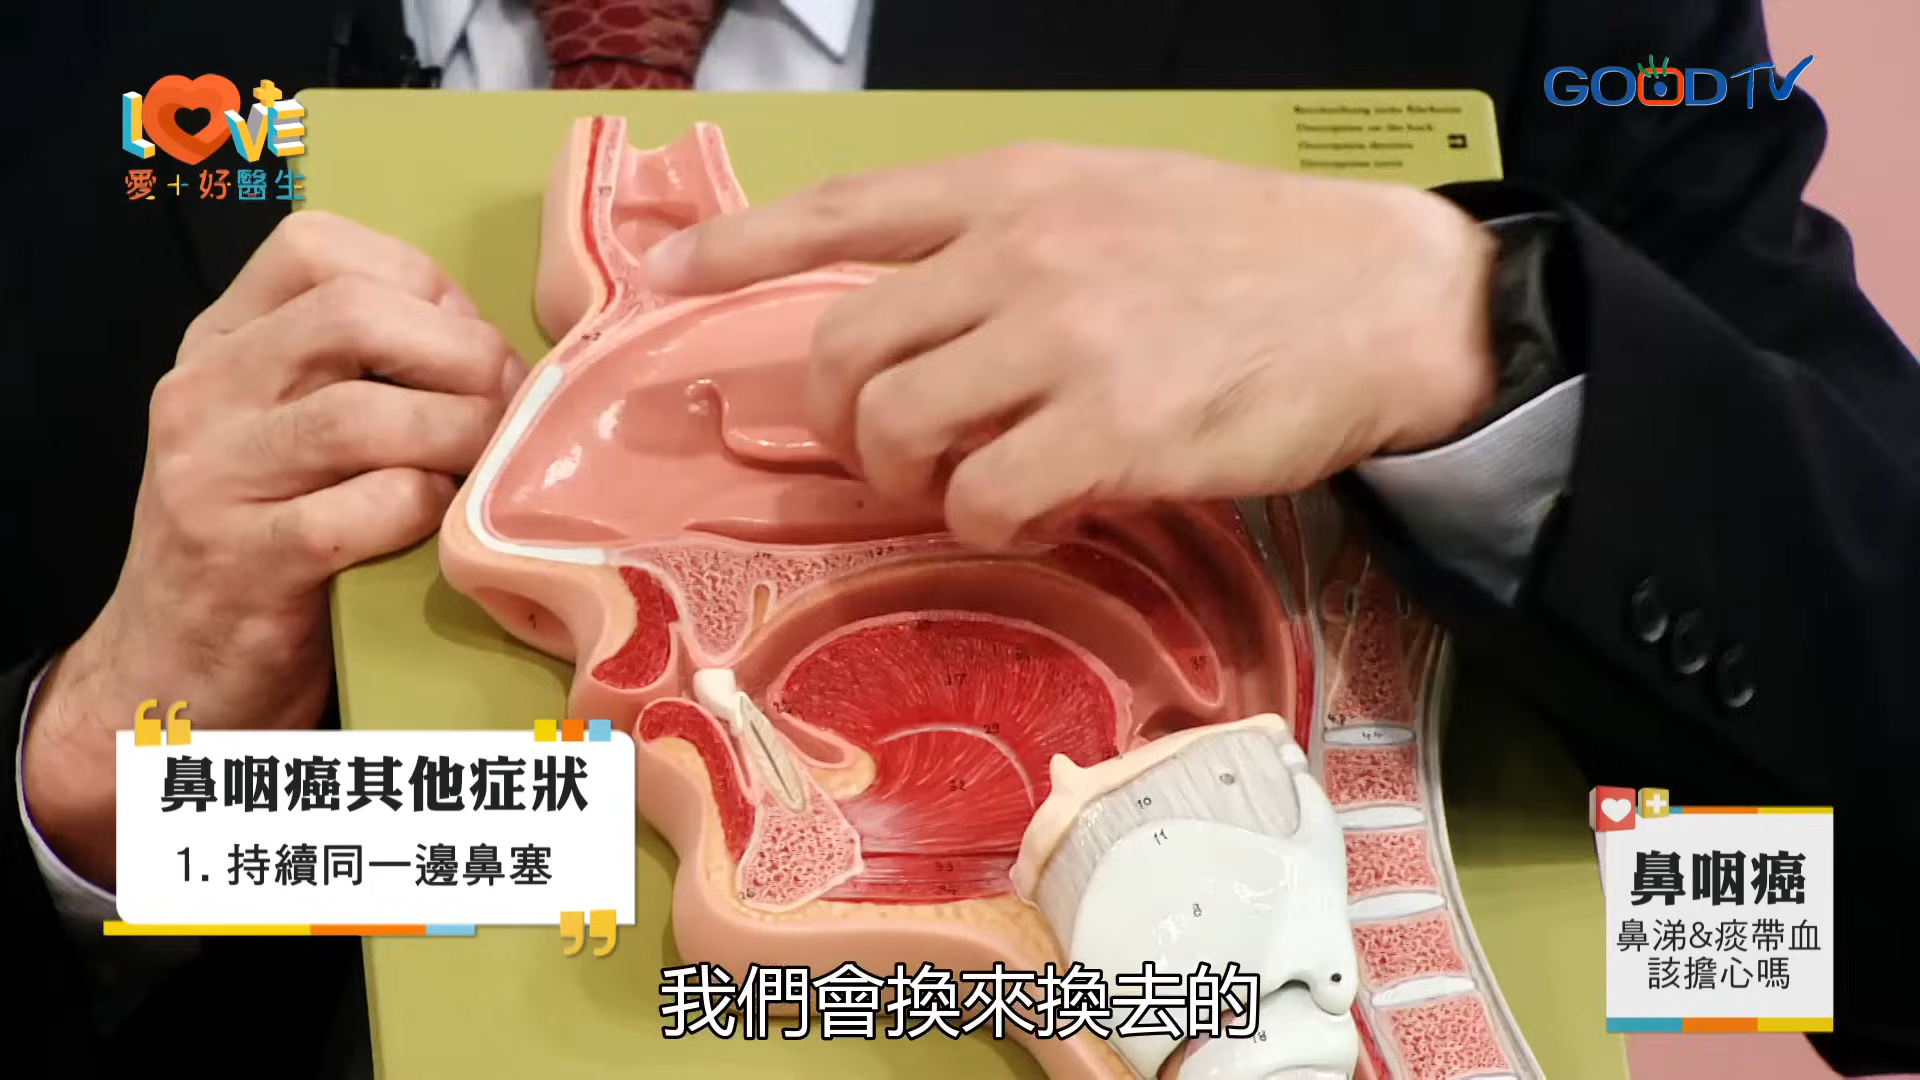 LOVE
愛+好醫生
GOODTV
鼻咽癌其他症狀
1. 持續同一邊鼻塞
鼻咽癌
鼻涕&痰帶血
該擔心嗎
我們會換來換去的